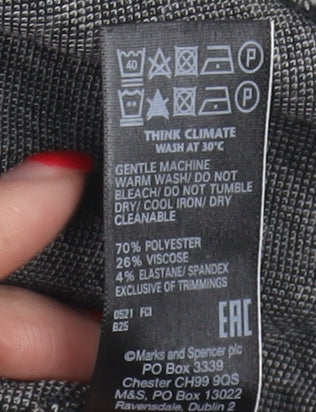 40 P
P
THINK CLIMATE
WASH AT 30°C
GENTLE MACHINE
WARM WASH/ DO NOT
BLEACH/ DO NOT TUMBLE
DRY/ COOL IRON/ DRY
CLEANABLE
70% POLYESTER
26% VISCOSE
4% ELASTANE/ SPANDEX
EXCLUSIVE OF TRIMMINGS
0521 FCI
B25
EAC
©Marks and Spencer plc
PO Box 3339
Chester CH99 9QS
M&S, PO Box 13022
Ravensdale, Dublin 2